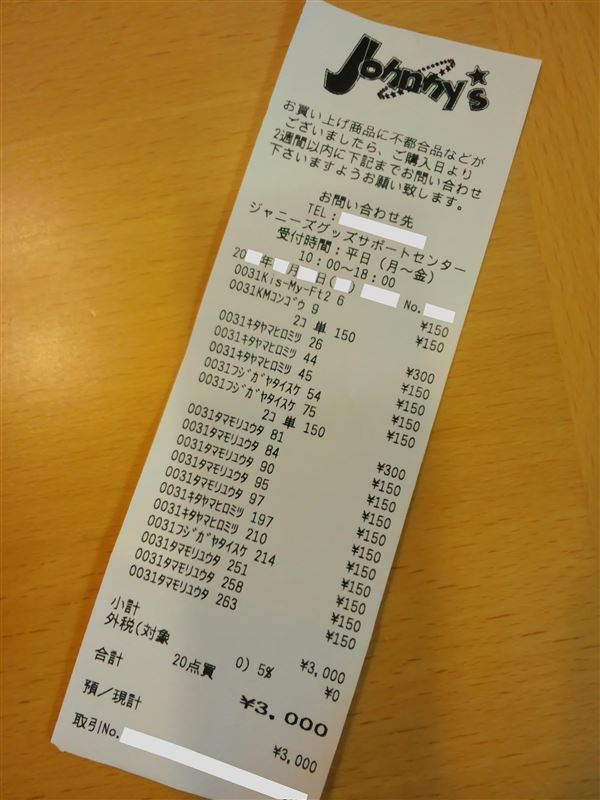 Johnny's
お買い上げ商品に不都合品などが
ございましたら、ご購入日より
2週間以内に下記までお問い合わせ
下さいますようお願い致します。
お問い合わせ先
TEL:
ジャニーズグッズサポートセンター
受付時間:平日(月～金)
10:00～18:00
20 年 月 日( ) No.
0031Kis-My-Ft2 6 ¥150
0031KMコンゴウ 9 ¥150
2コ 単 150
0031キタヤマヒロミツ 26 ¥300
0031キタヤマヒロミツ 44 ¥150
0031キタヤマヒロミツ 45 ¥150
0031フジガヤタイスケ 54 ¥150
0031フジガヤタイスケ 75 ¥150
2コ 単 150
0031タマモリユウタ 81 ¥300
0031タマモリユウタ 84 ¥150
0031タマモリユウタ 90 ¥150
0031タマモリユウタ 95 ¥150
0031タマモリユウタ 97 ¥150
0031キタヤマヒロミツ 197 ¥150
0031キタヤマヒロミツ 210 ¥150
0031フジガヤタイスケ 214 ¥150
0031タマモリユウタ 251 ¥150
0031タマモリユウタ 258 ¥150
0031タマモリユウタ 263 ¥150
小計 ¥3,000
外税(対象 0) 5% ¥0
合計 20点買 ¥3,000
預/現計 ¥3,000
取引No.